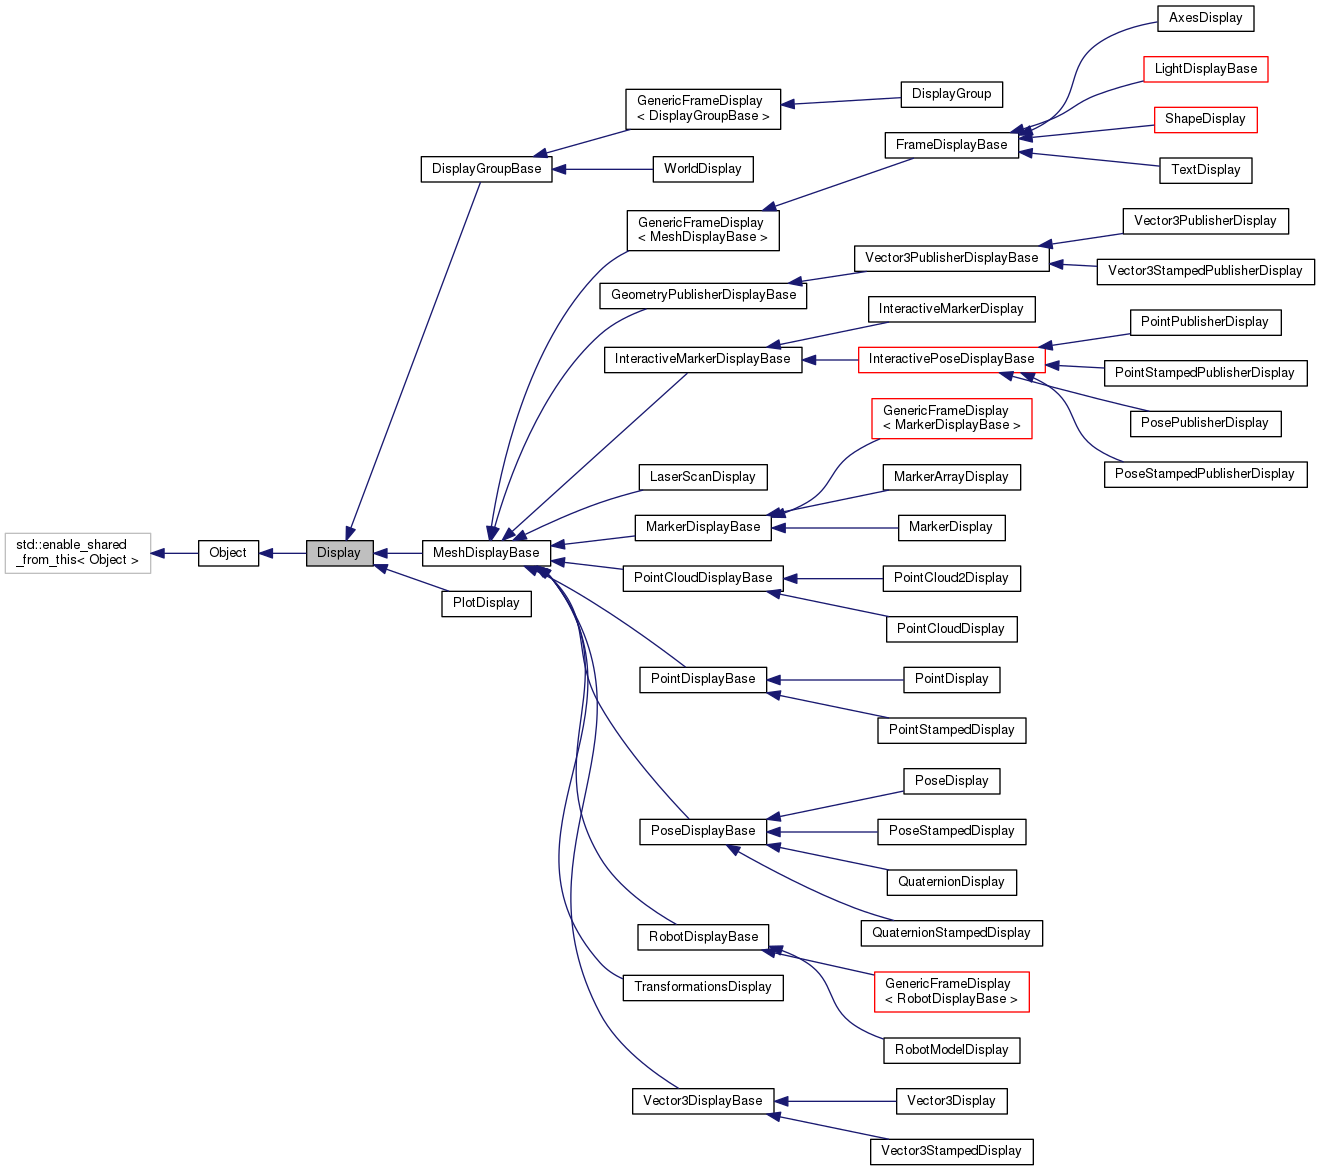 AxesDisplay
LightDisplayBase
GenericFrameDisplay
< DisplayGroupBase >
DisplayGroup
ShapeDisplay
FrameDisplayBase
DisplayGroupBase
WorldDisplay
TextDisplay
GenericFrameDisplay
< MeshDisplayBase >
Vector3PublisherDisplay
Vector3PublisherDisplayBase
Vector3StampedPublisherDisplay
GeometryPublisherDisplayBase
InteractiveMarkerDisplay
PointPublisherDisplay
InteractiveMarkerDisplayBase
InteractivePoseDisplayBase
PointStampedPublisherDisplay
GenericFrameDisplay
< MarkerDisplayBase >
PosePublisherDisplay
LaserScanDisplay
MarkerArrayDisplay
PoseStampedPublisherDisplay
MarkerDisplayBase
MarkerDisplay
std::enable_shared
_from_this< Object >
Object
Display
MeshDisplayBase
PointCloudDisplayBase
PointCloud2Display
PlotDisplay
PointCloudDisplay
PointDisplayBase
PointDisplay
PointStampedDisplay
PoseDisplay
PoseDisplayBase
PoseStampedDisplay
QuaternionDisplay
QuaternionStampedDisplay
RobotDisplayBase
TransformationsDisplay
GenericFrameDisplay
< RobotDisplayBase >
RobotModelDisplay
Vector3DisplayBase
Vector3Display
Vector3StampedDisplay